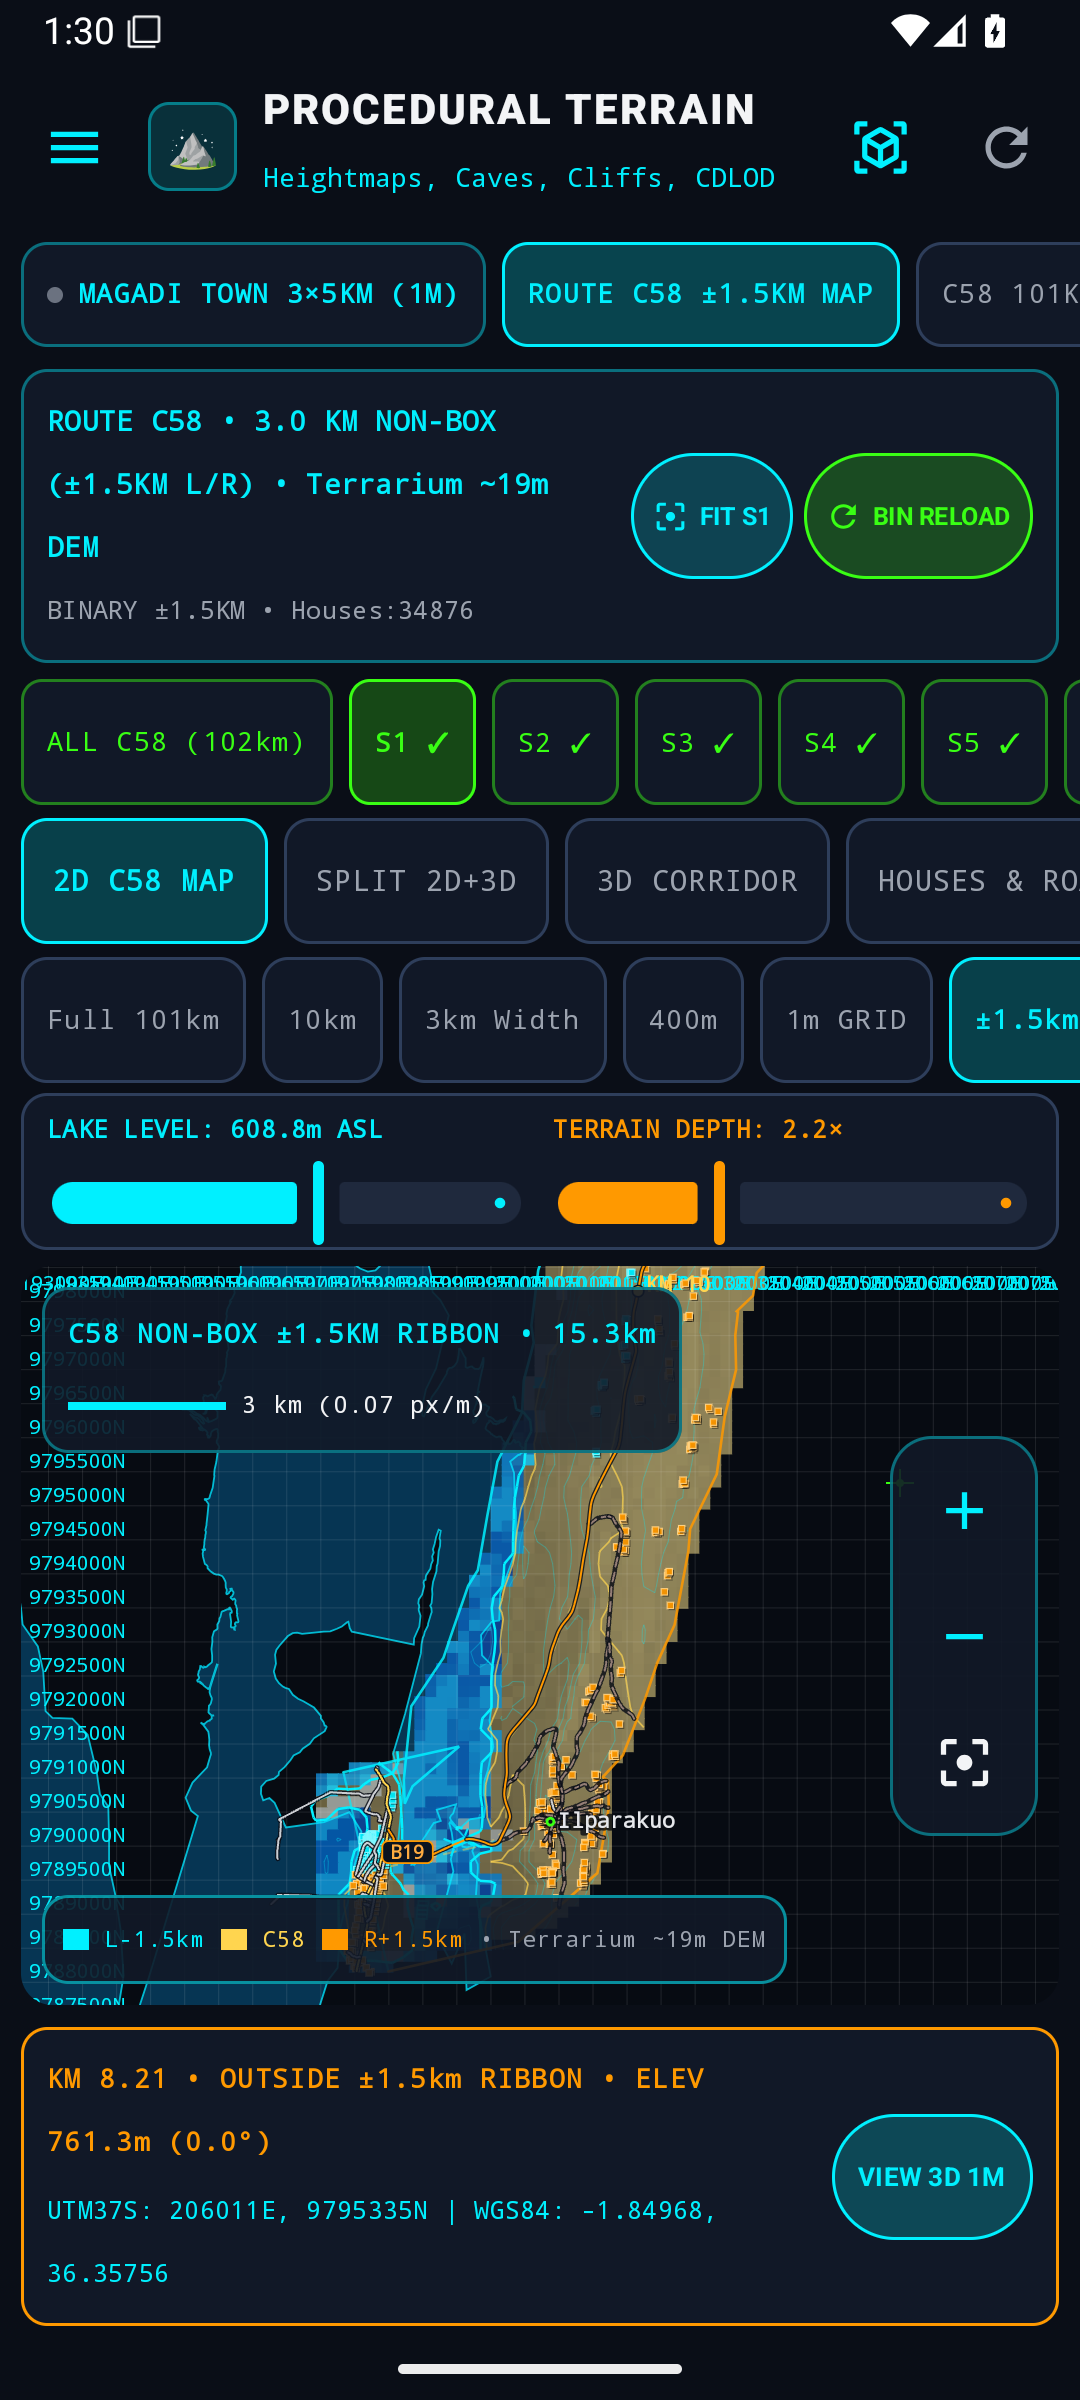 1:30
PROCEDURAL TERRAIN
Heightmaps, Caves, Cliffs, CDLOD
MAGADI TOWN 3×5KM (1M)
ROUTE C58 ±1.5KM MAP
C58 101K
ROUTE C58 • 3.0 KM NON-BOX
(±1.5KM L/R) • Terrarium ~19m
DEM
BINARY ±1.5KM • Houses:34876
FIT S1
BIN RELOAD
ALL C58 (102km)
S1 ✓
S2 ✓
S3 ✓
S4 ✓
S5 ✓
2D C58 MAP
SPLIT 2D+3D
3D CORRIDOR
HOUSES & RO
Full 101km
10km
3km Width
400m
1m GRID
±1.5km
LAKE LEVEL: 608.8m ASL
TERRAIN DEPTH: 2.2×
C58 NON-BOX ±1.5KM RIBBON • 15.3km
3 km (0.07 px/m)
9798000N
9797000N
9796500N
9796000N
9795500N
9795000N
9794500N
9794000N
9793500N
9793000N
9792500N
9792000N
9791500N
9791000N
9790500N
9790000N
9789500N
9789000N
9788000N
9787500N
Ilparakuo
B19
L-1.5km
C58
R+1.5km
• Terrarium ~19m DEM
KM 8.21 • OUTSIDE ±1.5km RIBBON • ELEV
761.3m (0.0°)
UTM37S: 206011E, 9795335N | WGS84: -1.84968,
36.35756
VIEW 3D 1M